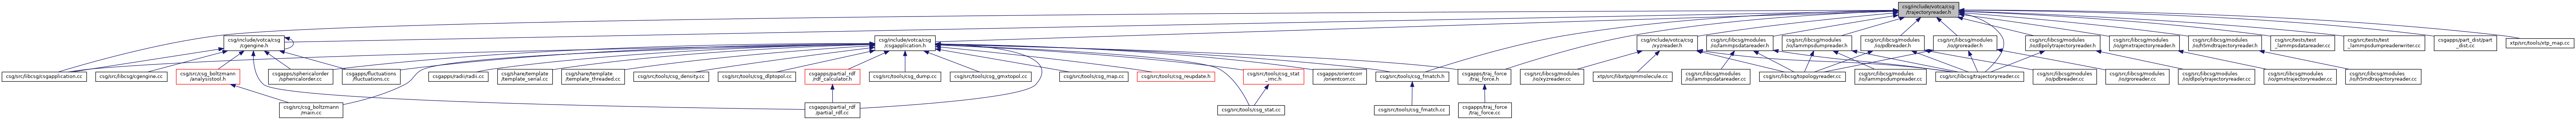 csg/include/votca/csg
/trajectoryreader.h
csg/include/votca/csg
/cgengine.h
csg/include/votca/csg
/csgapplication.h
csg/include/votca/csg
/xyzreader.h
csg/src/libcsg/modules
/io/lammpsdatareader.h
csg/src/libcsg/modules
/io/lammpsdumpreader.h
csg/src/libcsg/modules
/io/pdbreader.h
csg/src/libcsg/modules
/io/groreader.h
csg/src/libcsg/modules
/io/dlpolytrajectoryreader.h
csg/src/libcsg/modules
/io/gmxtrajectoryreader.h
csg/src/libcsg/modules
/io/h5mdtrajectoryreader.h
csg/src/tests/test
_lammpsdatareader.cc
csg/src/tests/test
_lammpsdumpreaderwriter.cc
csgapps/part_dist/part
_dist.cc
xtp/src/tools/xtp_map.cc
csg/src/libcsg/csgapplication.cc
csg/src/libcsg/cgengine.cc
csg/src/csg_boltzmann
/analysistool.h
csgapps/sphericalorder
/sphericalorder.cc
csgapps/fluctuations
/fluctuations.cc
csgapps/radii/radii.cc
csg/share/template
/template_serial.cc
csg/share/template
/template_threaded.cc
csg/src/tools/csg_density.cc
csg/src/tools/csg_dlptopol.cc
csgapps/partial_rdf
/rdf_calculator.h
csg/src/tools/csg_dump.cc
csg/src/tools/csg_gmxtopol.cc
csg/src/tools/csg_map.cc
csg/src/tools/csg_reupdate.h
csg/src/tools/csg_stat
_imc.h
csgapps/orientcorr
/orientcorr.cc
csg/src/tools/csg_fmatch.h
csgapps/traj_force
/traj_force.h
csg/src/libcsg/modules
/io/xyzreader.cc
xtp/src/libxtp/qmmolecule.cc
csg/src/libcsg/modules
/io/lammpsdatareader.cc
csg/src/libcsg/topologyreader.cc
csg/src/libcsg/modules
/io/lammpsdumpreader.cc
csg/src/libcsg/trajectoryreader.cc
csg/src/libcsg/modules
/io/pdbreader.cc
csg/src/libcsg/modules
/io/groreader.cc
csg/src/libcsg/modules
/io/dlpolytrajectoryreader.cc
csg/src/libcsg/modules
/io/gmxtrajectoryreader.cc
csg/src/libcsg/modules
/io/h5mdtrajectoryreader.cc
csg/src/csg_boltzmann
/main.cc
csgapps/partial_rdf
/partial_rdf.cc
csg/src/tools/csg_stat.cc
csg/src/tools/csg_fmatch.cc
csgapps/traj_force
/traj_force.cc